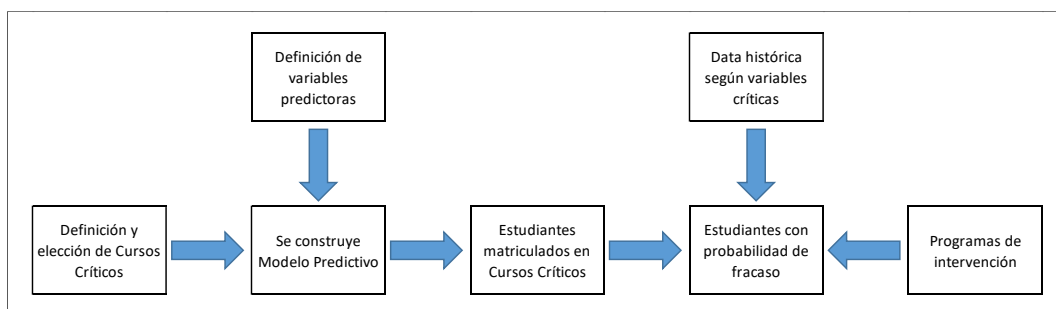 Definición de
variables
predictoras
Data histórica
según variables
críticas
Definición y
elección de Cursos
Críticos
Se construye
Modelo Predictivo
Estudiantes
matriculados en
Cursos Críticos
Estudiantes con
probabilidad de
fracaso
Programas de
intervención